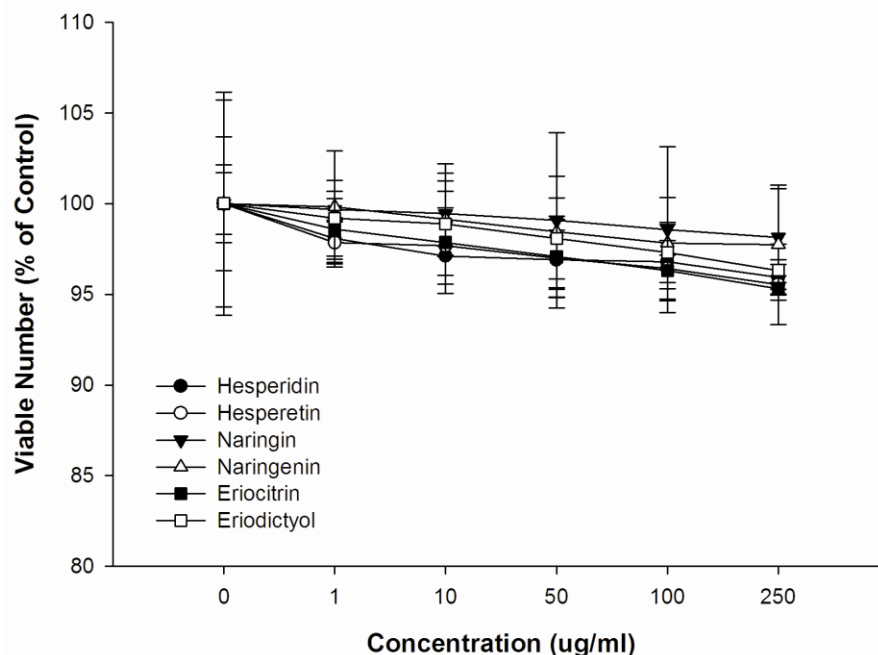 110
105
100
95
90
85
80
Viable Number (% of Control)
Hesperidin
Hesperetin
Naringin
Naringenin
Eriocitrin
Eriodictyol
0 1 10 50 100 250
Concentration (ug/ml)